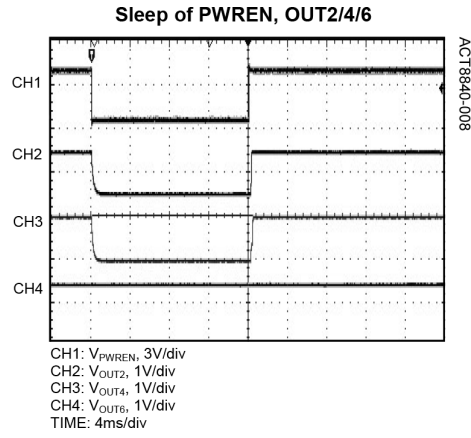 Sleep of PWREN, OUT2/4/6
ACT8840-008
CH1
CH2
CH3
CH4
CH1: VPWREN, 3V/div
CH2: VOUT2, 1V/div
CH3: VOUT4, 1V/div
CH4: VOUT6, 1V/div
TIME: 4ms/div